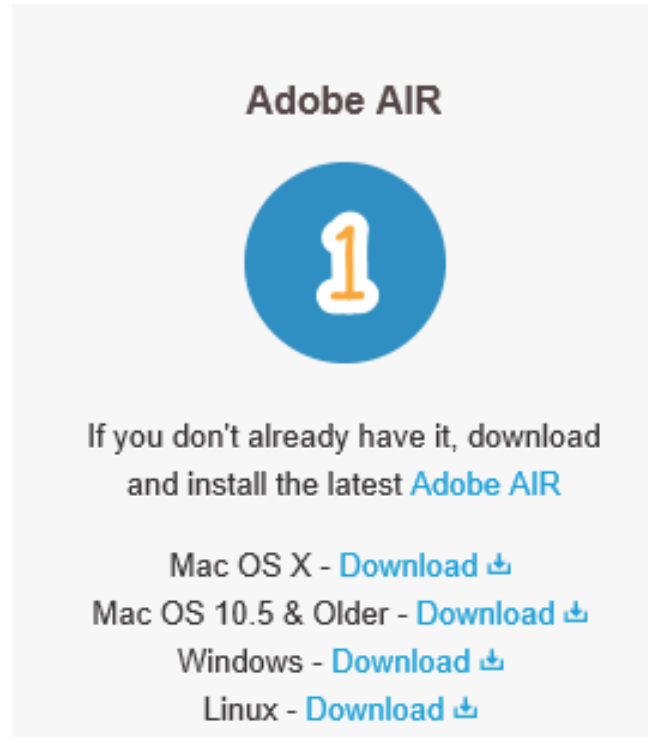 Adobe AIR
1
If you don't already have it, download
and install the latest Adobe AIR
Mac OS X - Download
Mac OS 10.5 & Older - Download
Windows - Download
Linux - Download